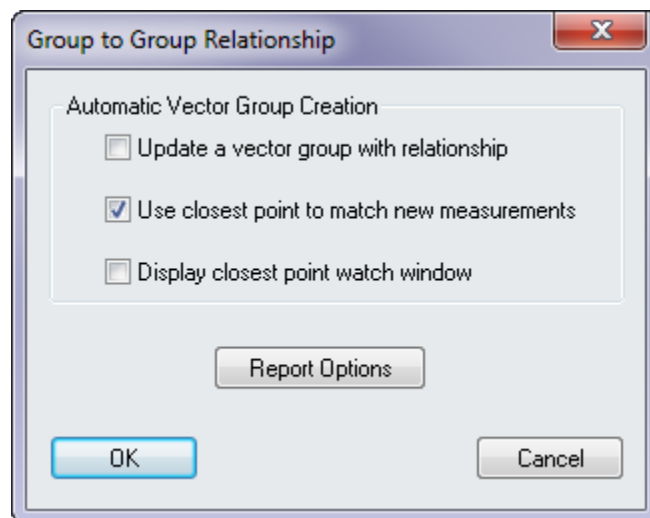 Group to Group Relationship
Automatic Vector Group Creation
Update a vector group with relationship
Use closest point to match new measurements
Display closest point watch window
Report Options
OK
Cancel